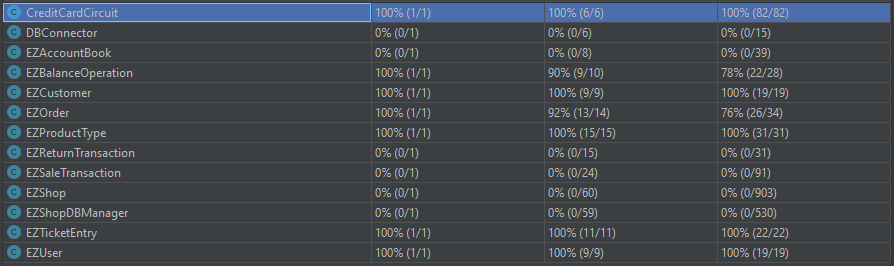 C CreditCardCircuit 100% (1/1) 100% (6/6) 100% (82/82)
C DBConnector 0% (0/1) 0% (0/6) 0% (0/15)
C EZAccountBook 0% (0/1) 0% (0/8) 0% (0/39)
C EZBalanceOperation 100% (1/1) 90% (9/10) 78% (22/28)
C EZCustomer 100% (1/1) 100% (9/9) 100% (19/19)
C EZOrder 100% (1/1) 92% (13/14) 76% (26/34)
C EZProductType 100% (1/1) 100% (15/15) 100% (31/31)
C EZReturnTransaction 0% (0/1) 0% (0/15) 0% (0/31)
C EZSaleTransaction 0% (0/1) 0% (0/24) 0% (0/91)
C EZShop 0% (0/1) 0% (0/60) 0% (0/903)
C EZShopDBManager 0% (0/1) 0% (0/59) 0% (0/530)
C EZTicketEntry 100% (1/1) 100% (11/11) 100% (22/22)
C EZUser 100% (1/1) 100% (9/9) 100% (19/19)